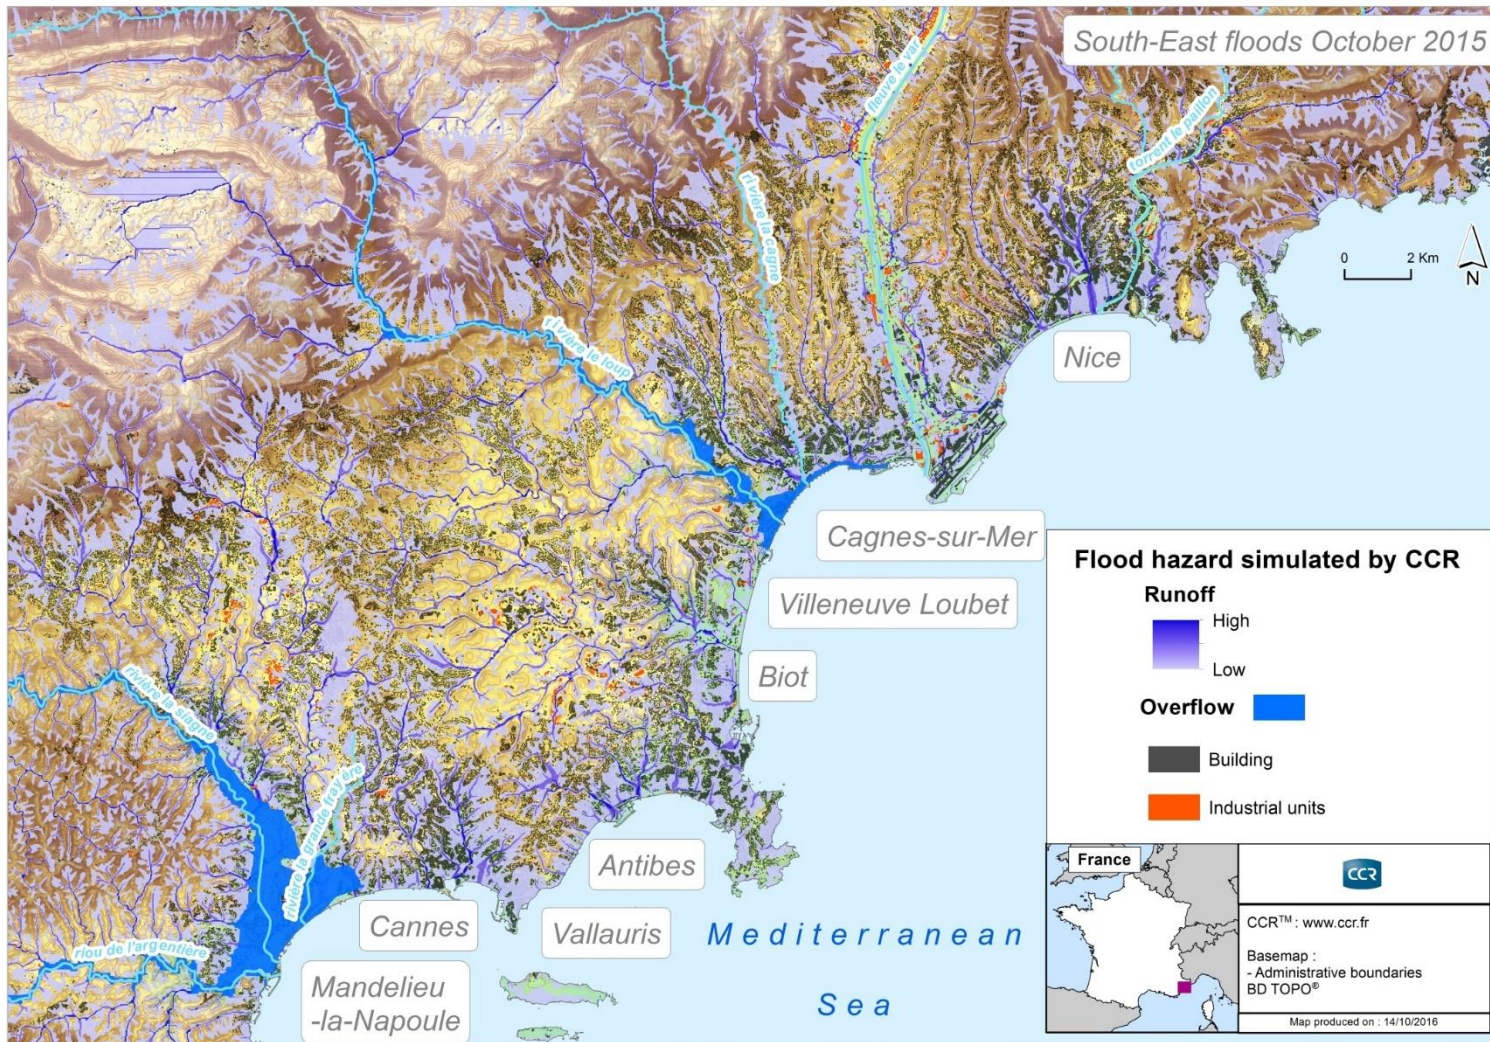 South-East floods October 2015
fleuve le var
torrent le paillon
rivière la cagne
0 2 Km
N
rivière le loup
Nice
Cagnes-sur-Mer
Villeneuve Loubet
Biot
rivière la siagne
rivière la grande frayère
riou de l'argentière
Antibes
Cannes
Vallauris
Mandelieu
-la-Napoule
Mediterranean
Sea
Flood hazard simulated by CCR
Runoff
High
Low
Overflow
Building
Industrial units
France
CCR
CCR™ : www.ccr.fr
Basemap :
- Administrative boundaries
BD TOPO®
Map produced on : 14/10/2016